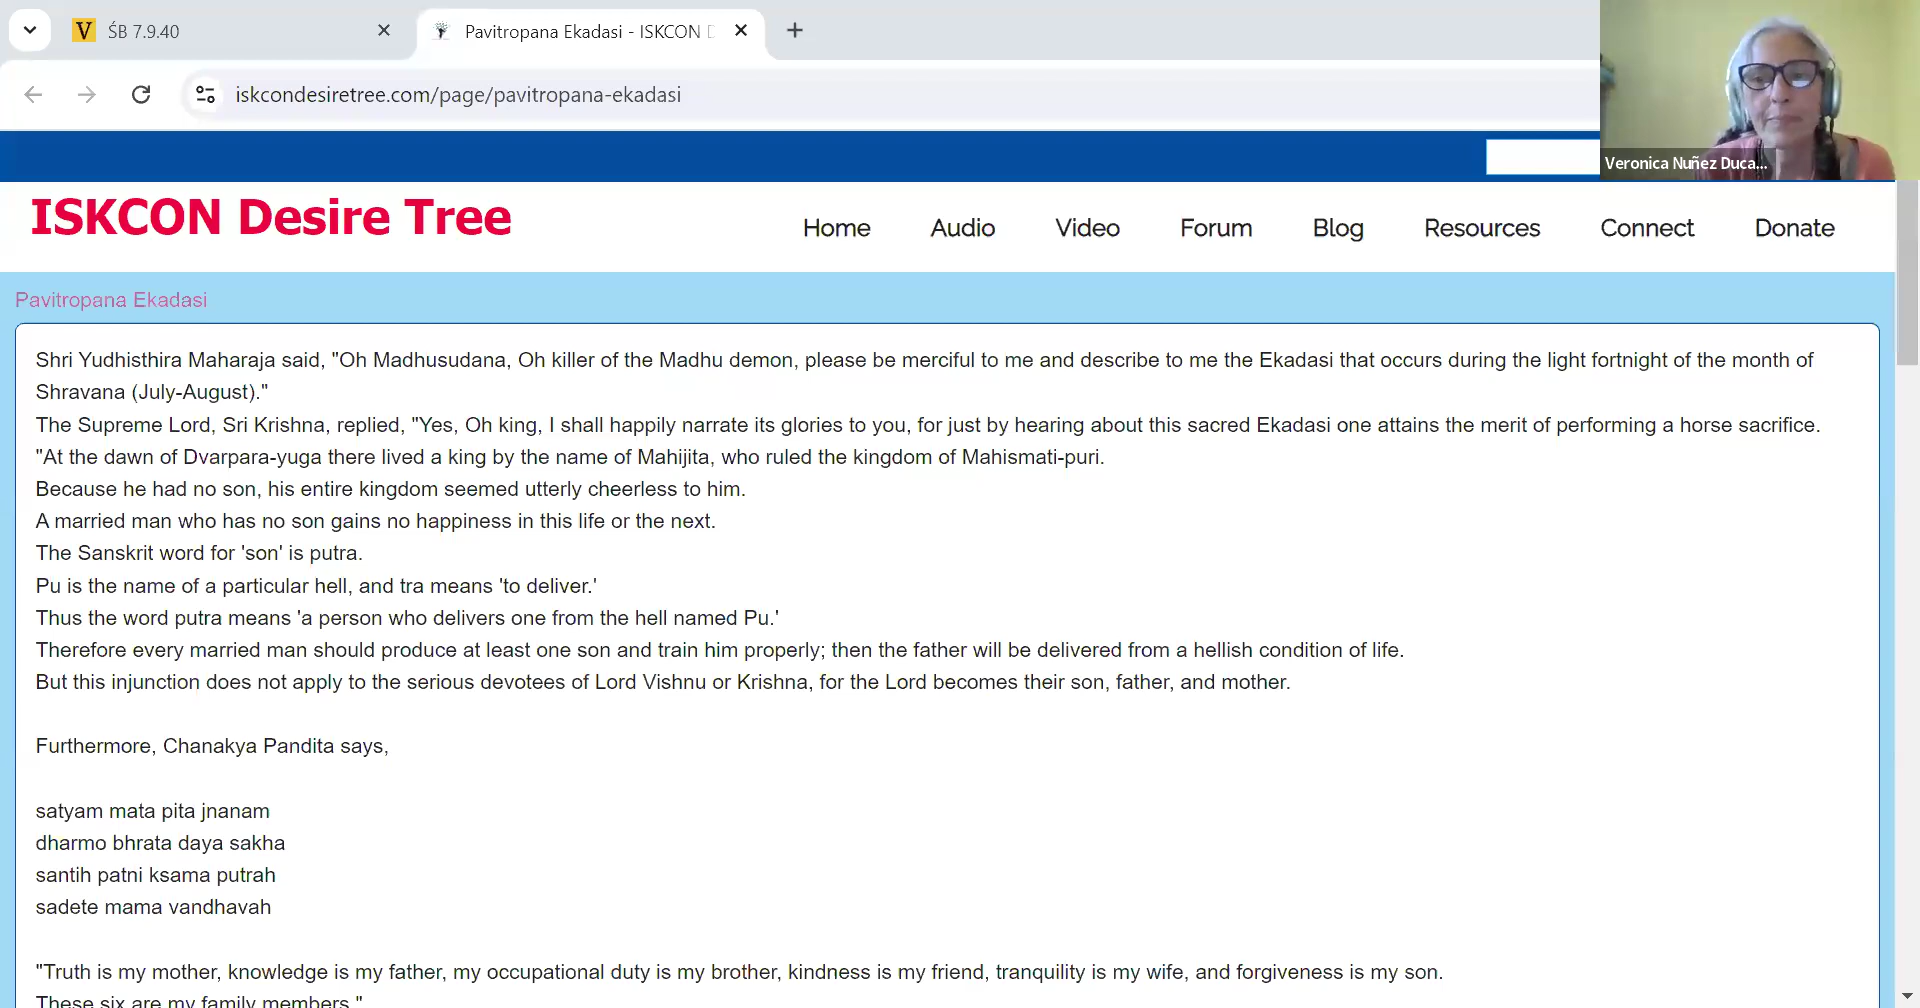 ŚB 7.9.40
Pavitropana Ekadasi - ISKCON D
iskcondesiretree.com/page/pavitropana-ekadasi
Veronica Nuñez Duca...
ISKCON Desire Tree
Home Audio Video Forum Blog Resources Connect Donate
Pavitropana Ekadasi
Shri Yudhisthira Maharaja said, "Oh Madhusudana, Oh killer of the Madhu demon, please be merciful to me and describe to me the Ekadasi that occurs during the light fortnight of the month of
Shravana (July-August)."
The Supreme Lord, Sri Krishna, replied, "Yes, Oh king, I shall happily narrate its glories to you, for just by hearing about this sacred Ekadasi one attains the merit of performing a horse sacrifice.
"At the dawn of Dvarpara-yuga there lived a king by the name of Mahijita, who ruled the kingdom of Mahismati-puri.
Because he had no son, his entire kingdom seemed utterly cheerless to him.
A married man who has no son gains no happiness in this life or the next.
The Sanskrit word for 'son' is putra.
Pu is the name of a particular hell, and tra means 'to deliver.'
Thus the word putra means 'a person who delivers one from the hell named Pu.'
Therefore every married man should produce at least one son and train him properly; then the father will be delivered from a hellish condition of life.
But this injunction does not apply to the serious devotees of Lord Vishnu or Krishna, for the Lord becomes their son, father, and mother.
Furthermore, Chanakya Pandita says,
satyam mata pita jnanam
dharmo bhrata daya sakha
santih patni ksama putrah
sadete mama vandhavah
"Truth is my mother, knowledge is my father, my occupational duty is my brother, kindness is my friend, tranquility is my wife, and forgiveness is my son.
These six are my family members."